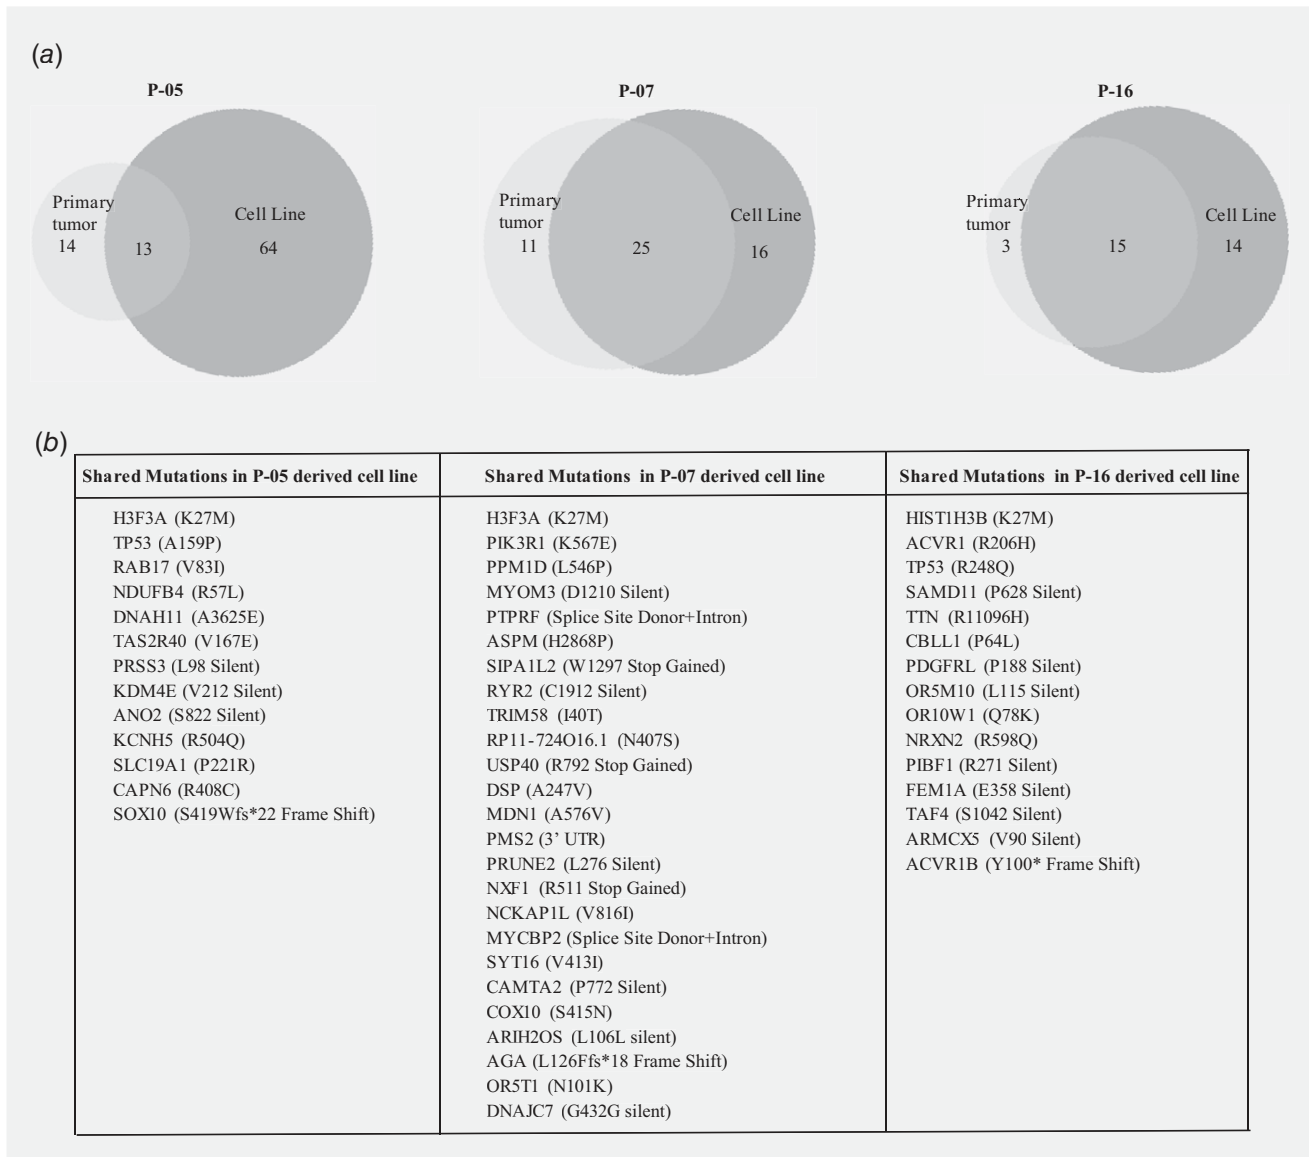 (a)
P-05
Primary
tumor
14
13
Cell Line
64
P-07
Primary
tumor
11
25
Cell Line
16
P-16
Primary
tumor
3
15
Cell Line
14
(b)
Shared Mutations in P-05 derived cell line
H3F3A (K27M)
TP53 (A159P)
RAB17 (V83I)
NDUFB4 (R57L)
DNAH11 (A3625E)
TAS2R40 (V167E)
PRSS3 (L98 Silent)
KDM4E (V212 Silent)
ANO2 (S822 Silent)
KCNH5 (R504Q)
SLC19A1 (P221R)
CAPN6 (R408C)
SOX10 (S419Wfs*22 Frame Shift)
Shared Mutations in P-07 derived cell line
H3F3A (K27M)
PIK3R1 (K567E)
PPM1D (L546P)
MYOM3 (D1210 Silent)
PTPRF (Splice Site Donor+Intron)
ASPM (H2868P)
SIPA1L2 (W1297 Stop Gained)
RYR2 (C1912 Silent)
TRIM58 (I40T)
RP11-724O16.1 (N407S)
USP40 (R792 Stop Gained)
DSP (A247V)
MDN1 (A576V)
PMS2 (3’ UTR)
PRUNE2 (L276 Silent)
NXF1 (R511 Stop Gained)
NCKAP1L (V816I)
MYCBP2 (Splice Site Donor+Intron)
SYT16 (V413I)
CAMTA2 (P772 Silent)
COX10 (S415N)
ARIH2OS (L106L silent)
AGA (L126Ffs*18 Frame Shift)
OR5T1 (N101K)
DNAJC7 (G432G silent)
Shared Mutations in P-16 derived cell line
HIST1H3B (K27M)
ACVR1 (R206H)
TP53 (R248Q)
SAMD11 (P628 Silent)
TTN (R11096H)
CBLL1 (P64L)
PDGFRL (P188 Silent)
OR5M10 (L115 Silent)
OR10W1 (Q78K)
NRXN2 (R598Q)
PIBF1 (R271 Silent)
FEM1A (E358 Silent)
TAF4 (S1042 Silent)
ARMCX5 (V90 Silent)
ACVR1B (Y100* Frame Shift)